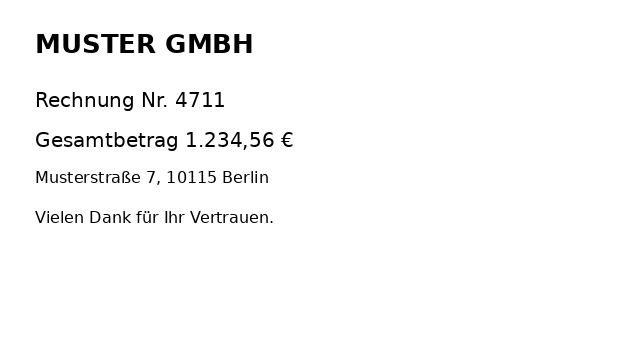 MUSTER GMBH
Rechnung Nr. 4711
Gesamtbetrag 1.234,56 €
Musterstraße 7, 10115 Berlin
Vielen Dank für Ihr Vertrauen.